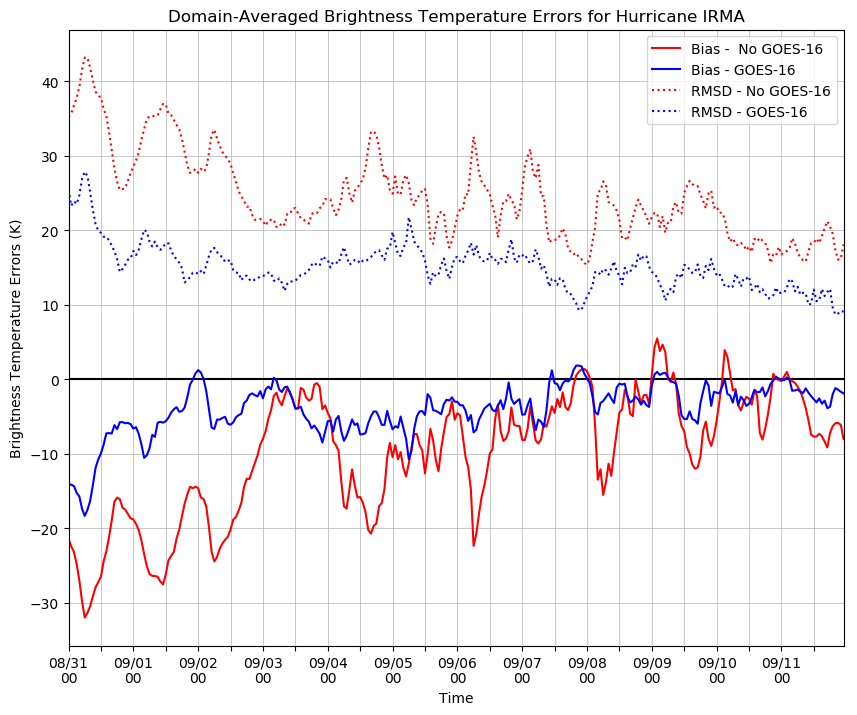 Domain-Averaged Brightness Temperature Errors for Hurricane IRMA
Bias -  No GOES-16
Bias - GOES-16
RMSD - No GOES-16
RMSD - GOES-16
Brightness Temperature Errors (K)
40
30
20
10
0
−10
−20
−30
08/31 09/01 09/02 09/03 09/04 09/05 09/06 09/07 09/08 09/09 09/10 09/11
00 00 00 00 00 00 00 00 00 00 00 00
Time